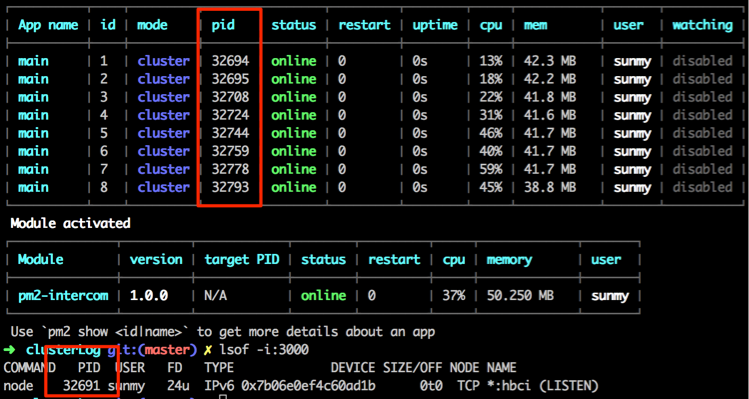 App name | id | mode | pid | status | restart | uptime | cpu | mem | user | watching
main | 1 | cluster | 32694 | online | 0 | 0s | 13% | 42.3 MB | sunmy | disabled
main | 2 | cluster | 32695 | online | 0 | 0s | 18% | 42.2 MB | sunmy | disabled
main | 3 | cluster | 32708 | online | 0 | 0s | 22% | 41.8 MB | sunmy | disabled
main | 4 | cluster | 32724 | online | 0 | 0s | 31% | 41.6 MB | sunmy | disabled
main | 5 | cluster | 32744 | online | 0 | 0s | 46% | 41.7 MB | sunmy | disabled
main | 6 | cluster | 32759 | online | 0 | 0s | 40% | 41.7 MB | sunmy | disabled
main | 7 | cluster | 32778 | online | 0 | 0s | 59% | 41.7 MB | sunmy | disabled
main | 8 | cluster | 32793 | online | 0 | 0s | 45% | 38.8 MB | sunmy | disabled
Module activated
Module | version | target PID | status | restart | cpu | memory | user
pm2-intercom | 1.0.0 | N/A | online | 0 | 37% | 50.250 MB | sunmy
Use `pm2 show <id|name>` to get more details about an app
➜ clusterLog git:(master) ✗ lsof -i:3000
COMMAND PID USER FD TYPE DEVICE SIZE/OFF NODE NAME
node 32691 sunmy 24u IPv6 0x7b06e0ef4c60ad1b 0t0 TCP *:hbci (LISTEN)